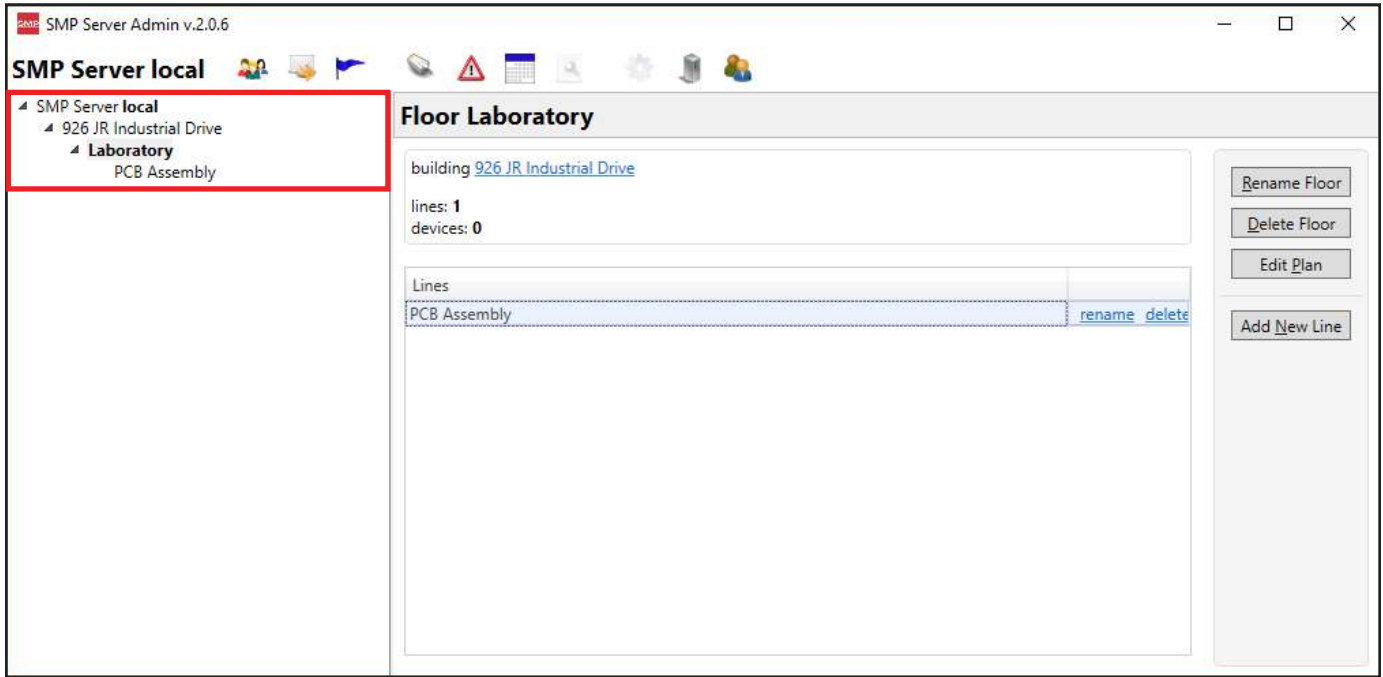 SMP SMP Server Admin v.2.0.6
SMP Server local
SMP Server local
926 JR Industrial Drive
Laboratory
PCB Assembly
Floor Laboratory
building 926 JR Industrial Drive
lines: 1
devices: 0
Lines
PCB Assembly rename delete
Rename Floor
Delete Floor
Edit Plan
Add New Line